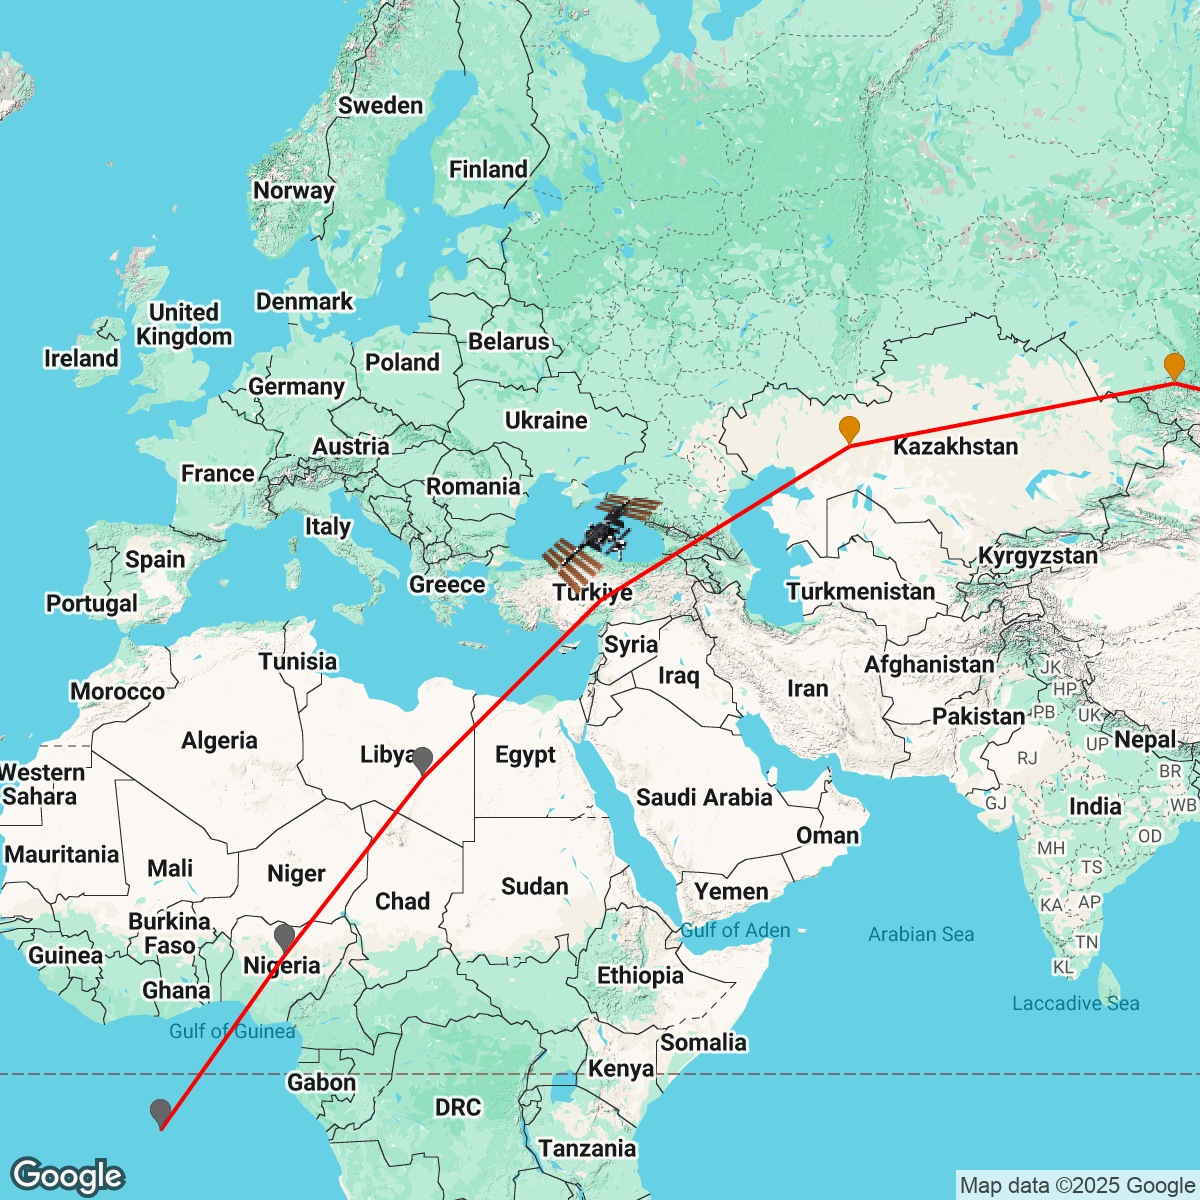 Sweden
Finland
Norway
Denmark
United
Kingdom
Ireland
Belarus
Poland
Germany
Ukraine
Austria
Kazakhstan
France
Romania
Italy
Spain
Kyrgyzstan
Greece
Türkiye
Turkmenistan
Portugal
Syria
Tunisia
Afghanistan
JK
Iraq
HP
Morocco
Iran
Pakistan
PB
UK
Algeria
Nepal
UP
Libya
Egypt
RJ
Western
Sahara
BR
Saudi Arabia
GJ
India
WB
Oman
OD
Mauritania
MH
Mali
TS
Niger
Sudan
Yemen
Chad
KA
AP
Burkina
Faso
Gulf of Aden
Arabian Sea
TN
Guinea
Nigeria
KL
Ethiopia
Ghana
Laccadive Sea
Gulf of Guinea
Somalia
Kenya
Gabon
DRC
Tanzania
Google
Map data ©2025 Google